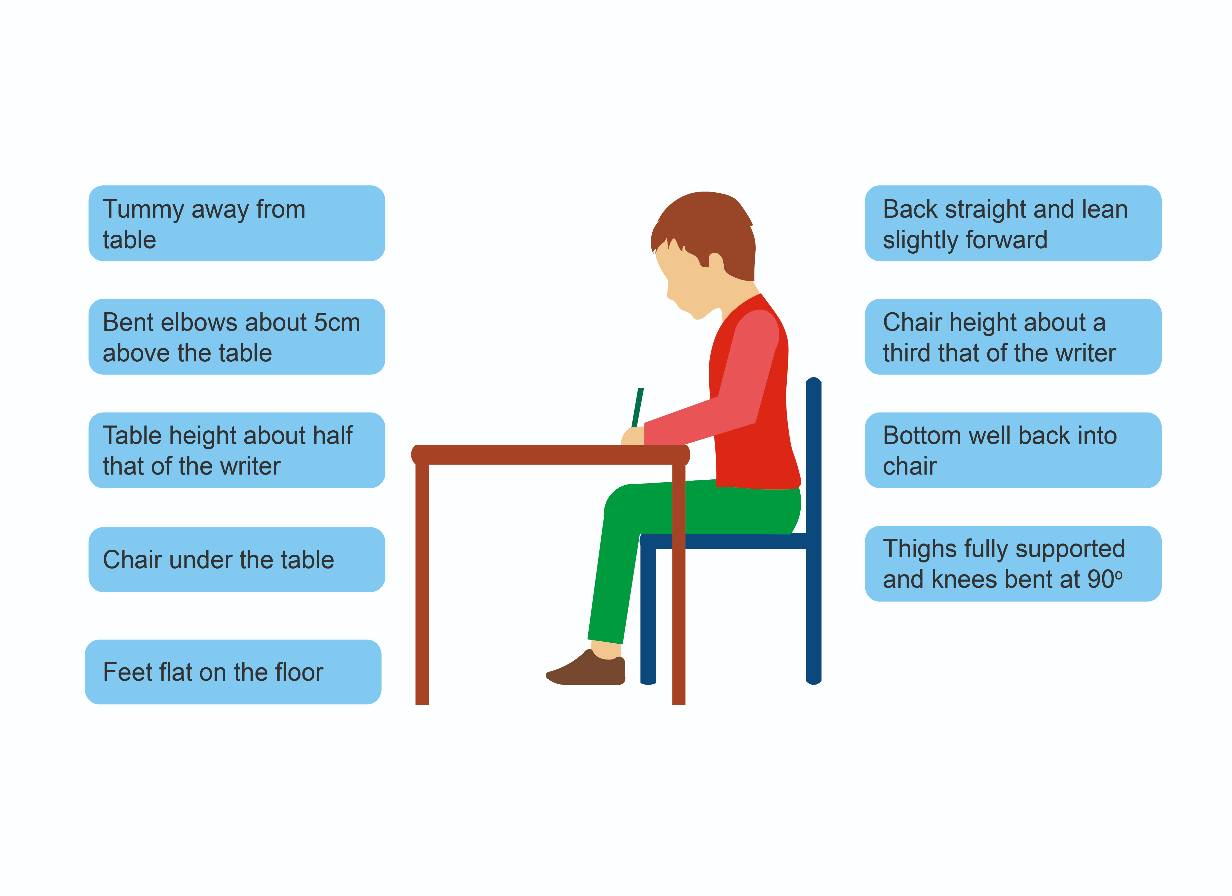 Tummy away from
table
Bent elbows about 5cm
above the table
Table height about half
that of the writer
Chair under the table
Feet flat on the floor
Back straight and lean
slightly forward
Chair height about a
third that of the writer
Bottom well back into
chair
Thighs fully supported
and knees bent at 90º